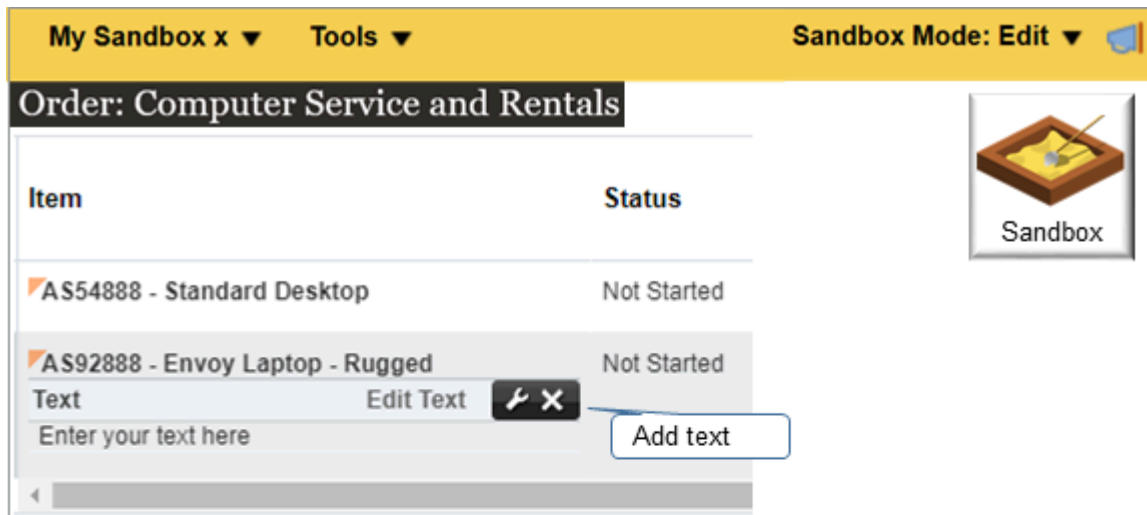 My Sandbox x ▼ Tools ▼ Sandbox Mode: Edit ▼
Order: Computer Service and Rentals
Sandbox
Item Status
AS54888 - Standard Desktop Not Started
AS92888 - Envoy Laptop - Rugged Not Started
Text Edit Text
Add text
Enter your text here